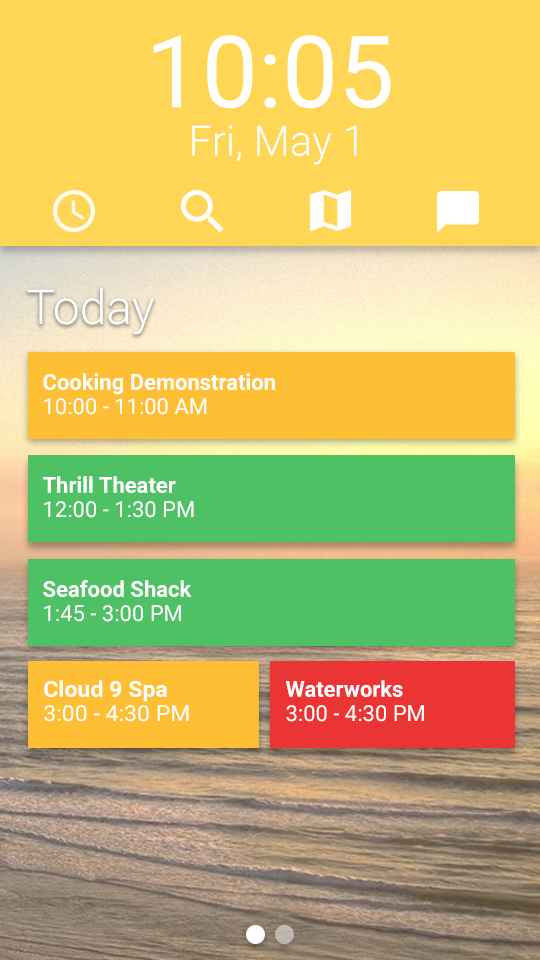 10:05
Fri, May 1
Today
Cooking Demonstration
10:00 - 11:00 AM
Thrill Theater
12:00 - 1:30 PM
Seafood Shack
1:45 - 3:00 PM
Cloud 9 Spa
3:00 - 4:30 PM
Waterworks
3:00 - 4:30 PM